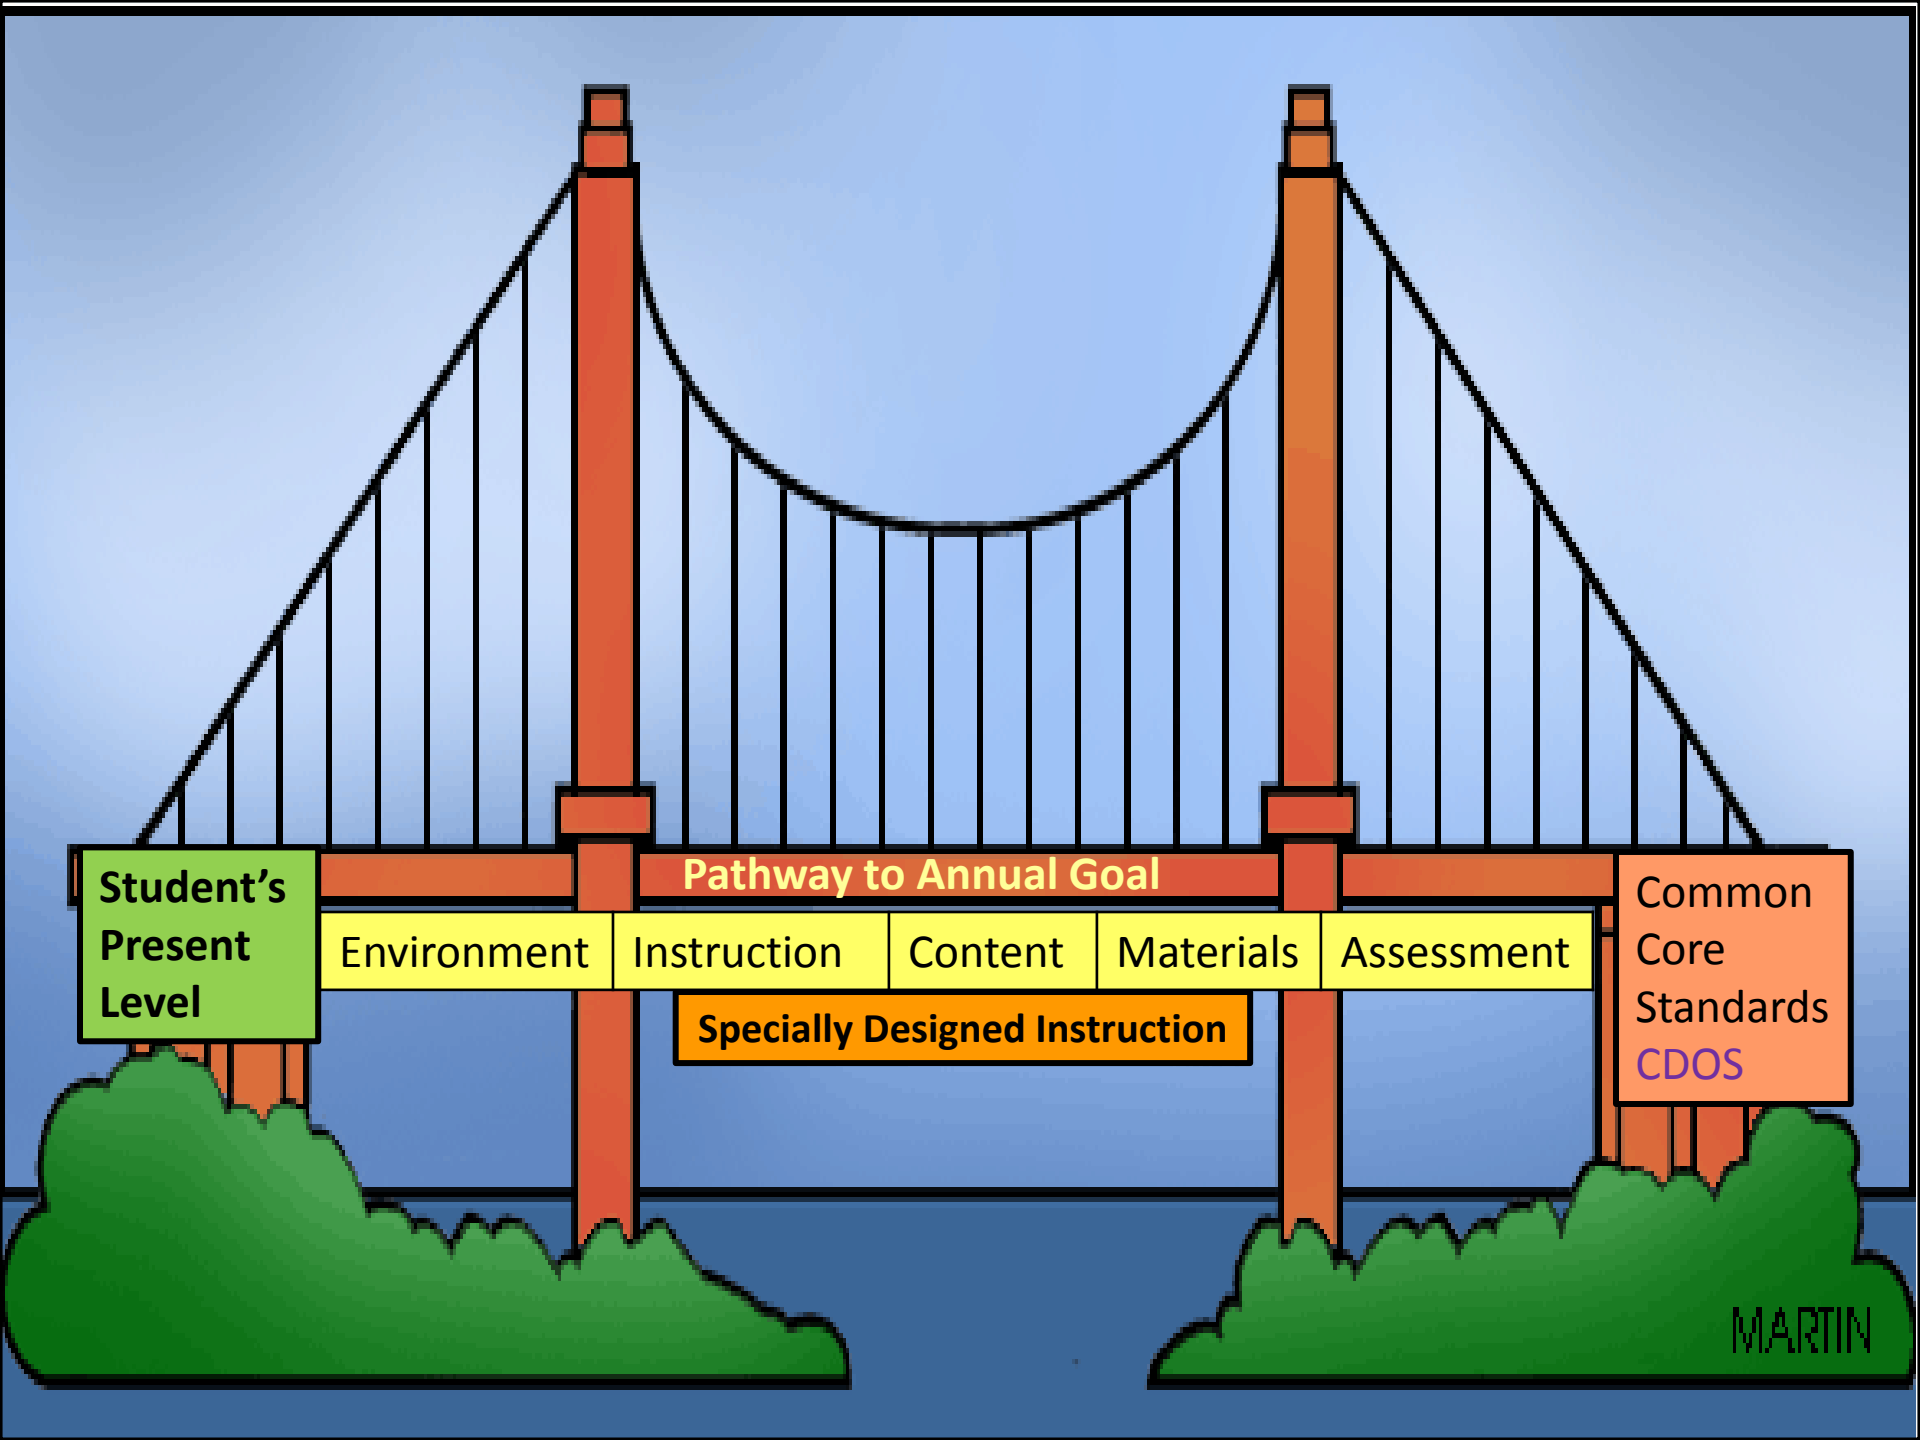 Pathway to Annual Goal
Student's
Present
Level
Environment
Instruction
Content
Materials
Assessment
Specially Designed Instruction
Common
Core
Standards
CDOS
MARTIN